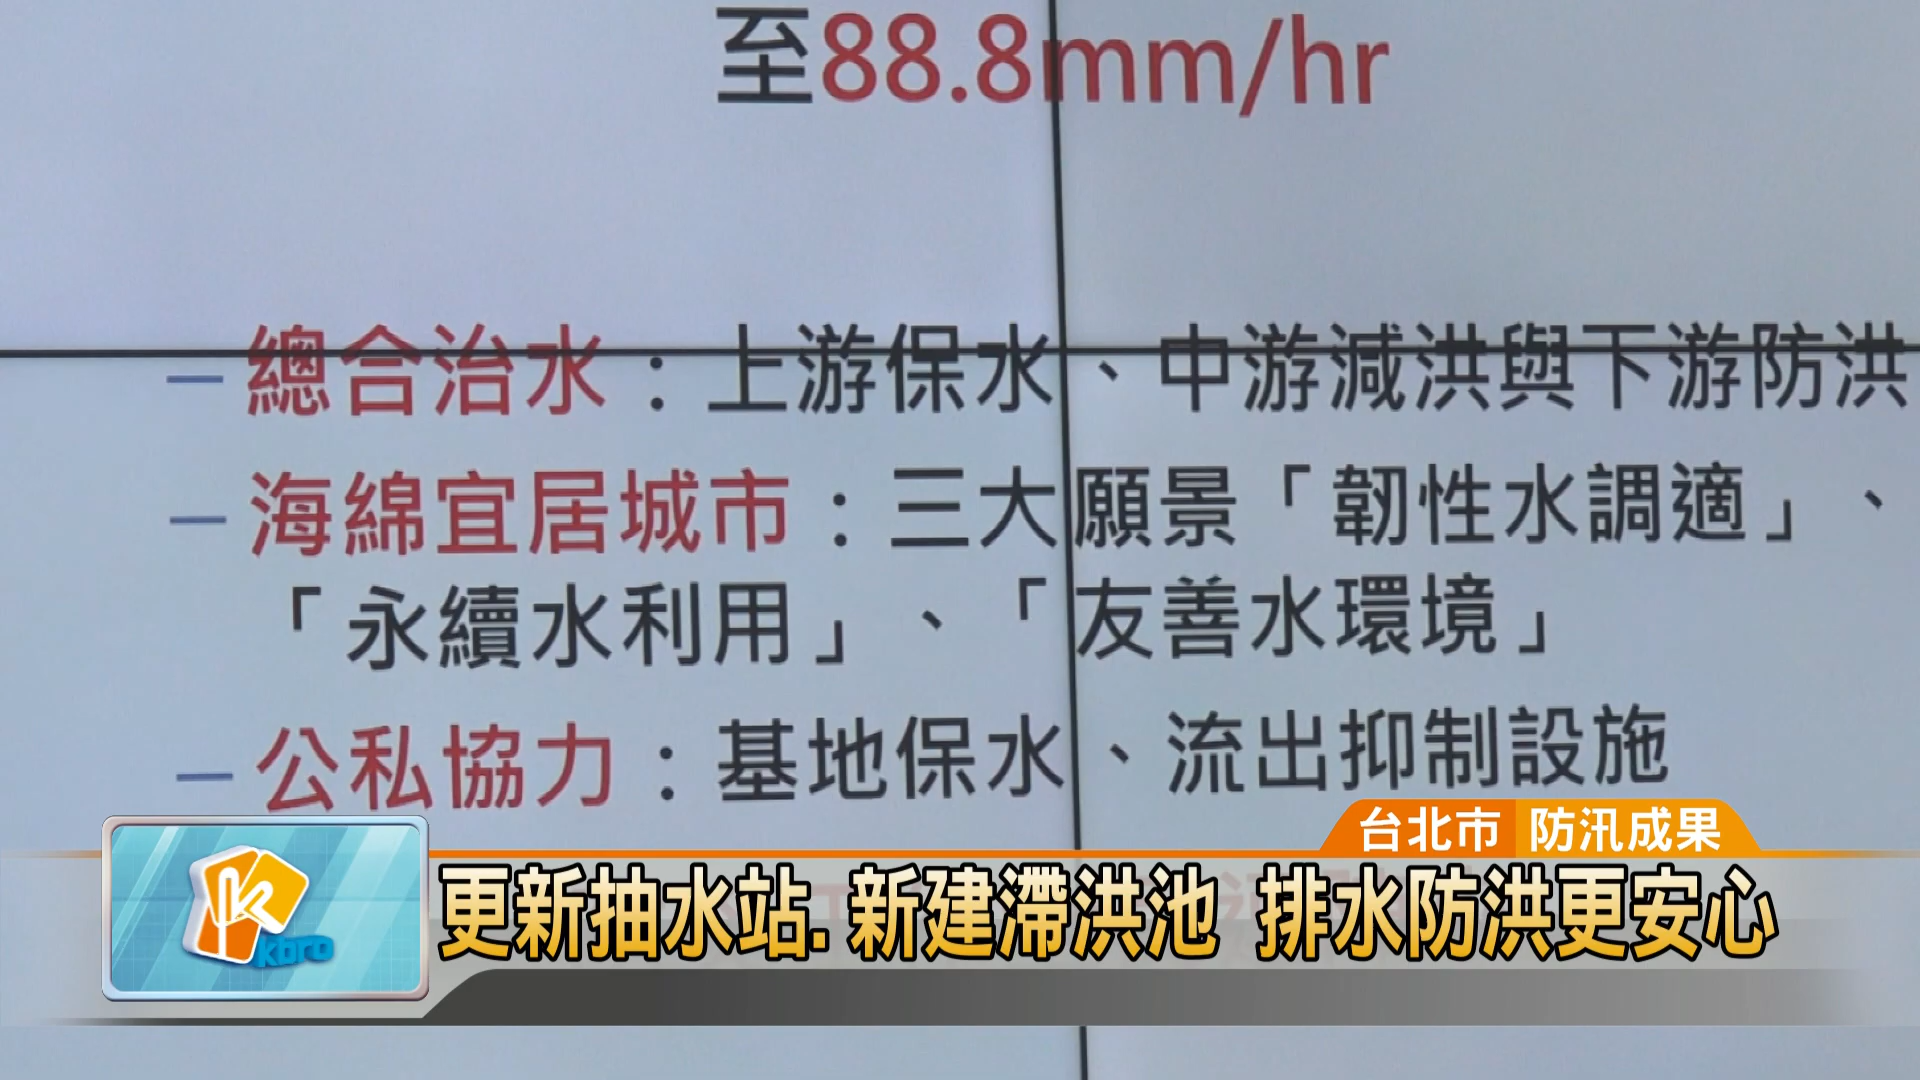 至88.8mm/hr
– 總合治水：上游保水、中游減洪與下游防洪
– 海綿宜居城市：三大願景「韌性水調適」、
「永續水利用」、「友善水環境」
– 公私協力：基地保水、流出抑制設施
台北市 防汛成果
更新抽水站.新建滯洪池 排水防洪更安心
kbro